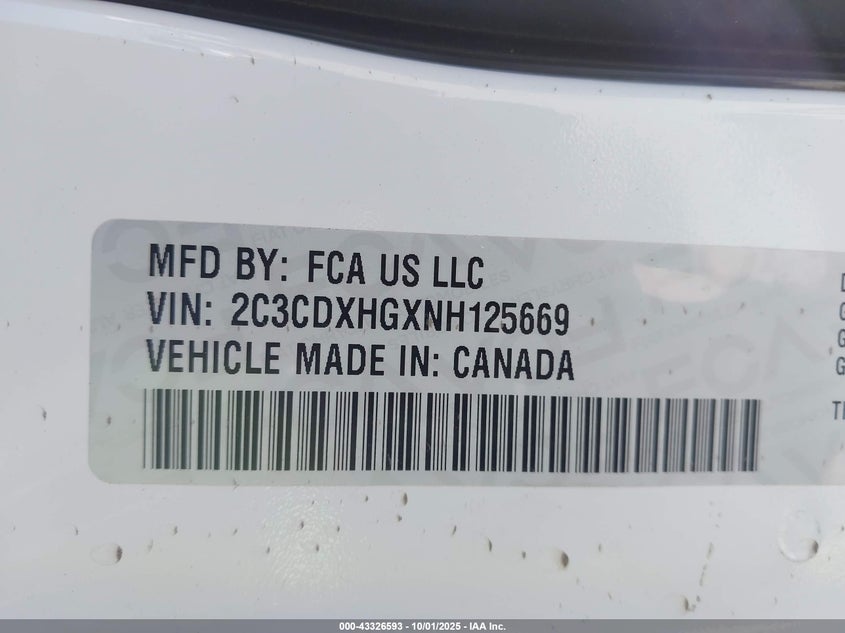 MFD BY: FCA US LLC
VIN: 2C3CDXHGXNH125669
VEHICLE MADE IN: CANADA
000-43326593 - 10/01/2025 - IAA Inc.